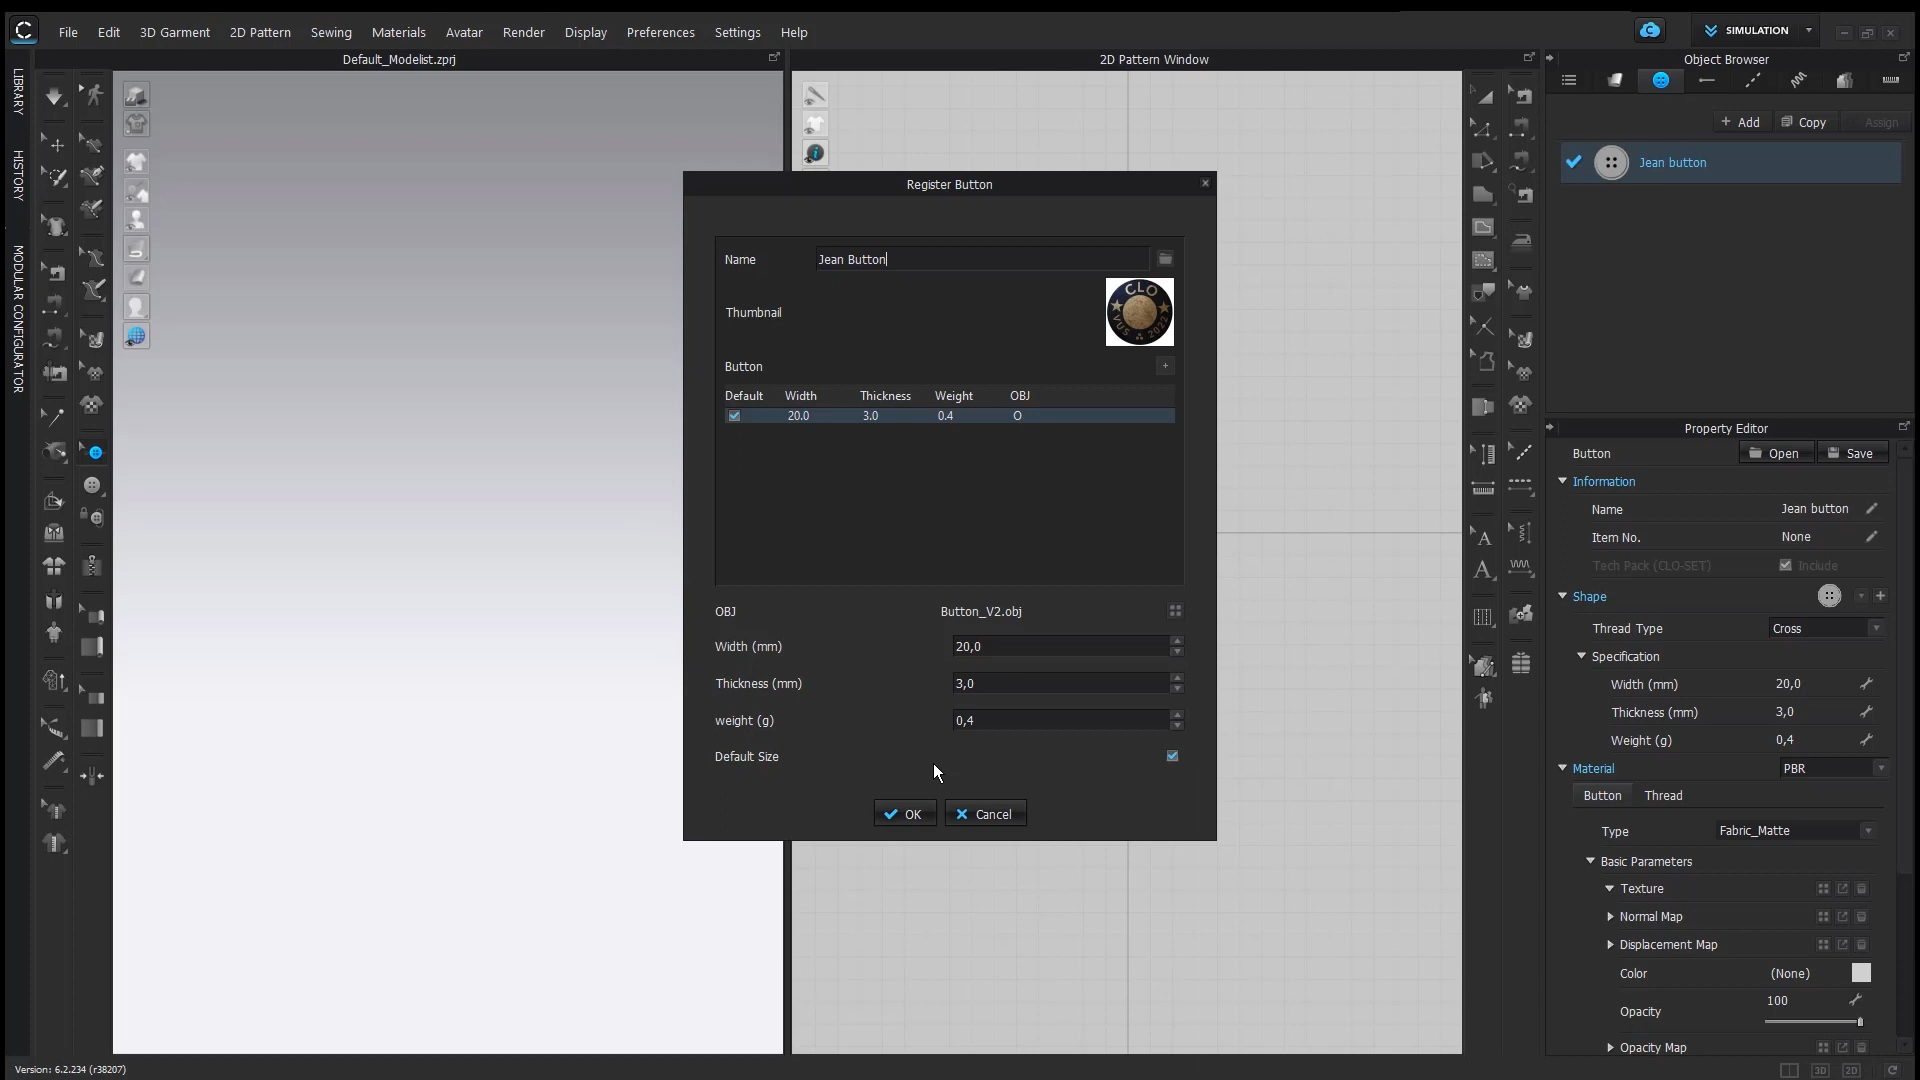 File Edit 3D Garment 2D Pattern Sewing Materials Avatar Render Display Preferences Settings Help
SIMULATION
Default_Modelist.zprj
2D Pattern Window
Object Browser
LIBRARY
HISTORY
MODULAR CONFIGURATOR
+ Add Copy Assign
Jean button
Register Button
Name Jean Button
Thumbnail
CLO
VUS 2022
Button
Default Width Thickness Weight OBJ
20.0 3.0 0.4 O
OBJ Button_V2.obj
Width (mm) 20,0
Thickness (mm) 3,0
weight (g) 0,4
Default Size
OK Cancel
Property Editor
Button Open Save
Information
Name Jean button
Item No. None
Tech Pack (CLO-SET) Include
Shape
Thread Type Cross
Specification
Width (mm) 20,0
Thickness (mm) 3,0
Weight (g) 0,4
Material PBR
Button Thread
Type Fabric_Matte
Basic Parameters
Texture
Normal Map
Displacement Map
Color (None)
Opacity 100
Opacity Map
Version: 6.2.234 (r38207)
3D 2D